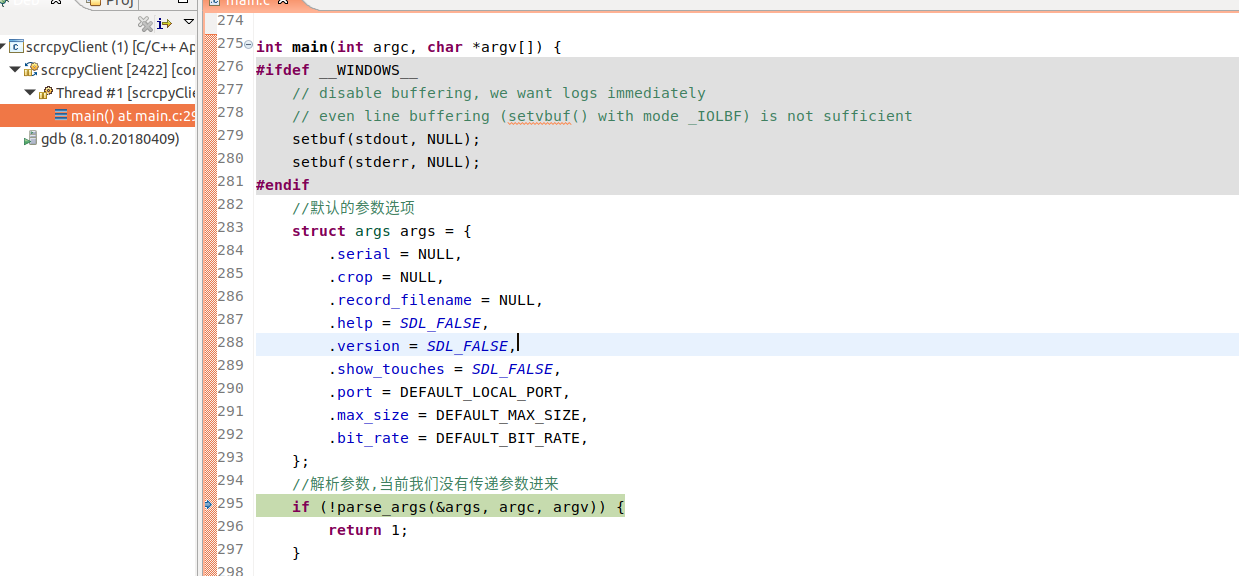 Proj
main.c
scrcpyClient (1) [C/C++ Ap
scrcpyClient [2422] [cor
Thread #1 [scrcpyClie
main() at main.c:29
gdb (8.1.0.20180409)
274
275 int main(int argc, char *argv[]) {
276 #ifdef __WINDOWS__
277 // disable buffering, we want logs immediately
278 // even line buffering (setvbuf() with mode _IOLBF) is not sufficient
279 setbuf(stdout, NULL);
280 setbuf(stderr, NULL);
281 #endif
282 //默认的参数选项
283 struct args args = {
284 .serial = NULL,
285 .crop = NULL,
286 .record_filename = NULL,
287 .help = SDL_FALSE,
288 .version = SDL_FALSE,
289 .show_touches = SDL_FALSE,
290 .port = DEFAULT_LOCAL_PORT,
291 .max_size = DEFAULT_MAX_SIZE,
292 .bit_rate = DEFAULT_BIT_RATE,
293 };
294 //解析参数,当前我们没有传递参数进来
295 if (!parse_args(&args, argc, argv)) {
296 return 1;
297 }
298